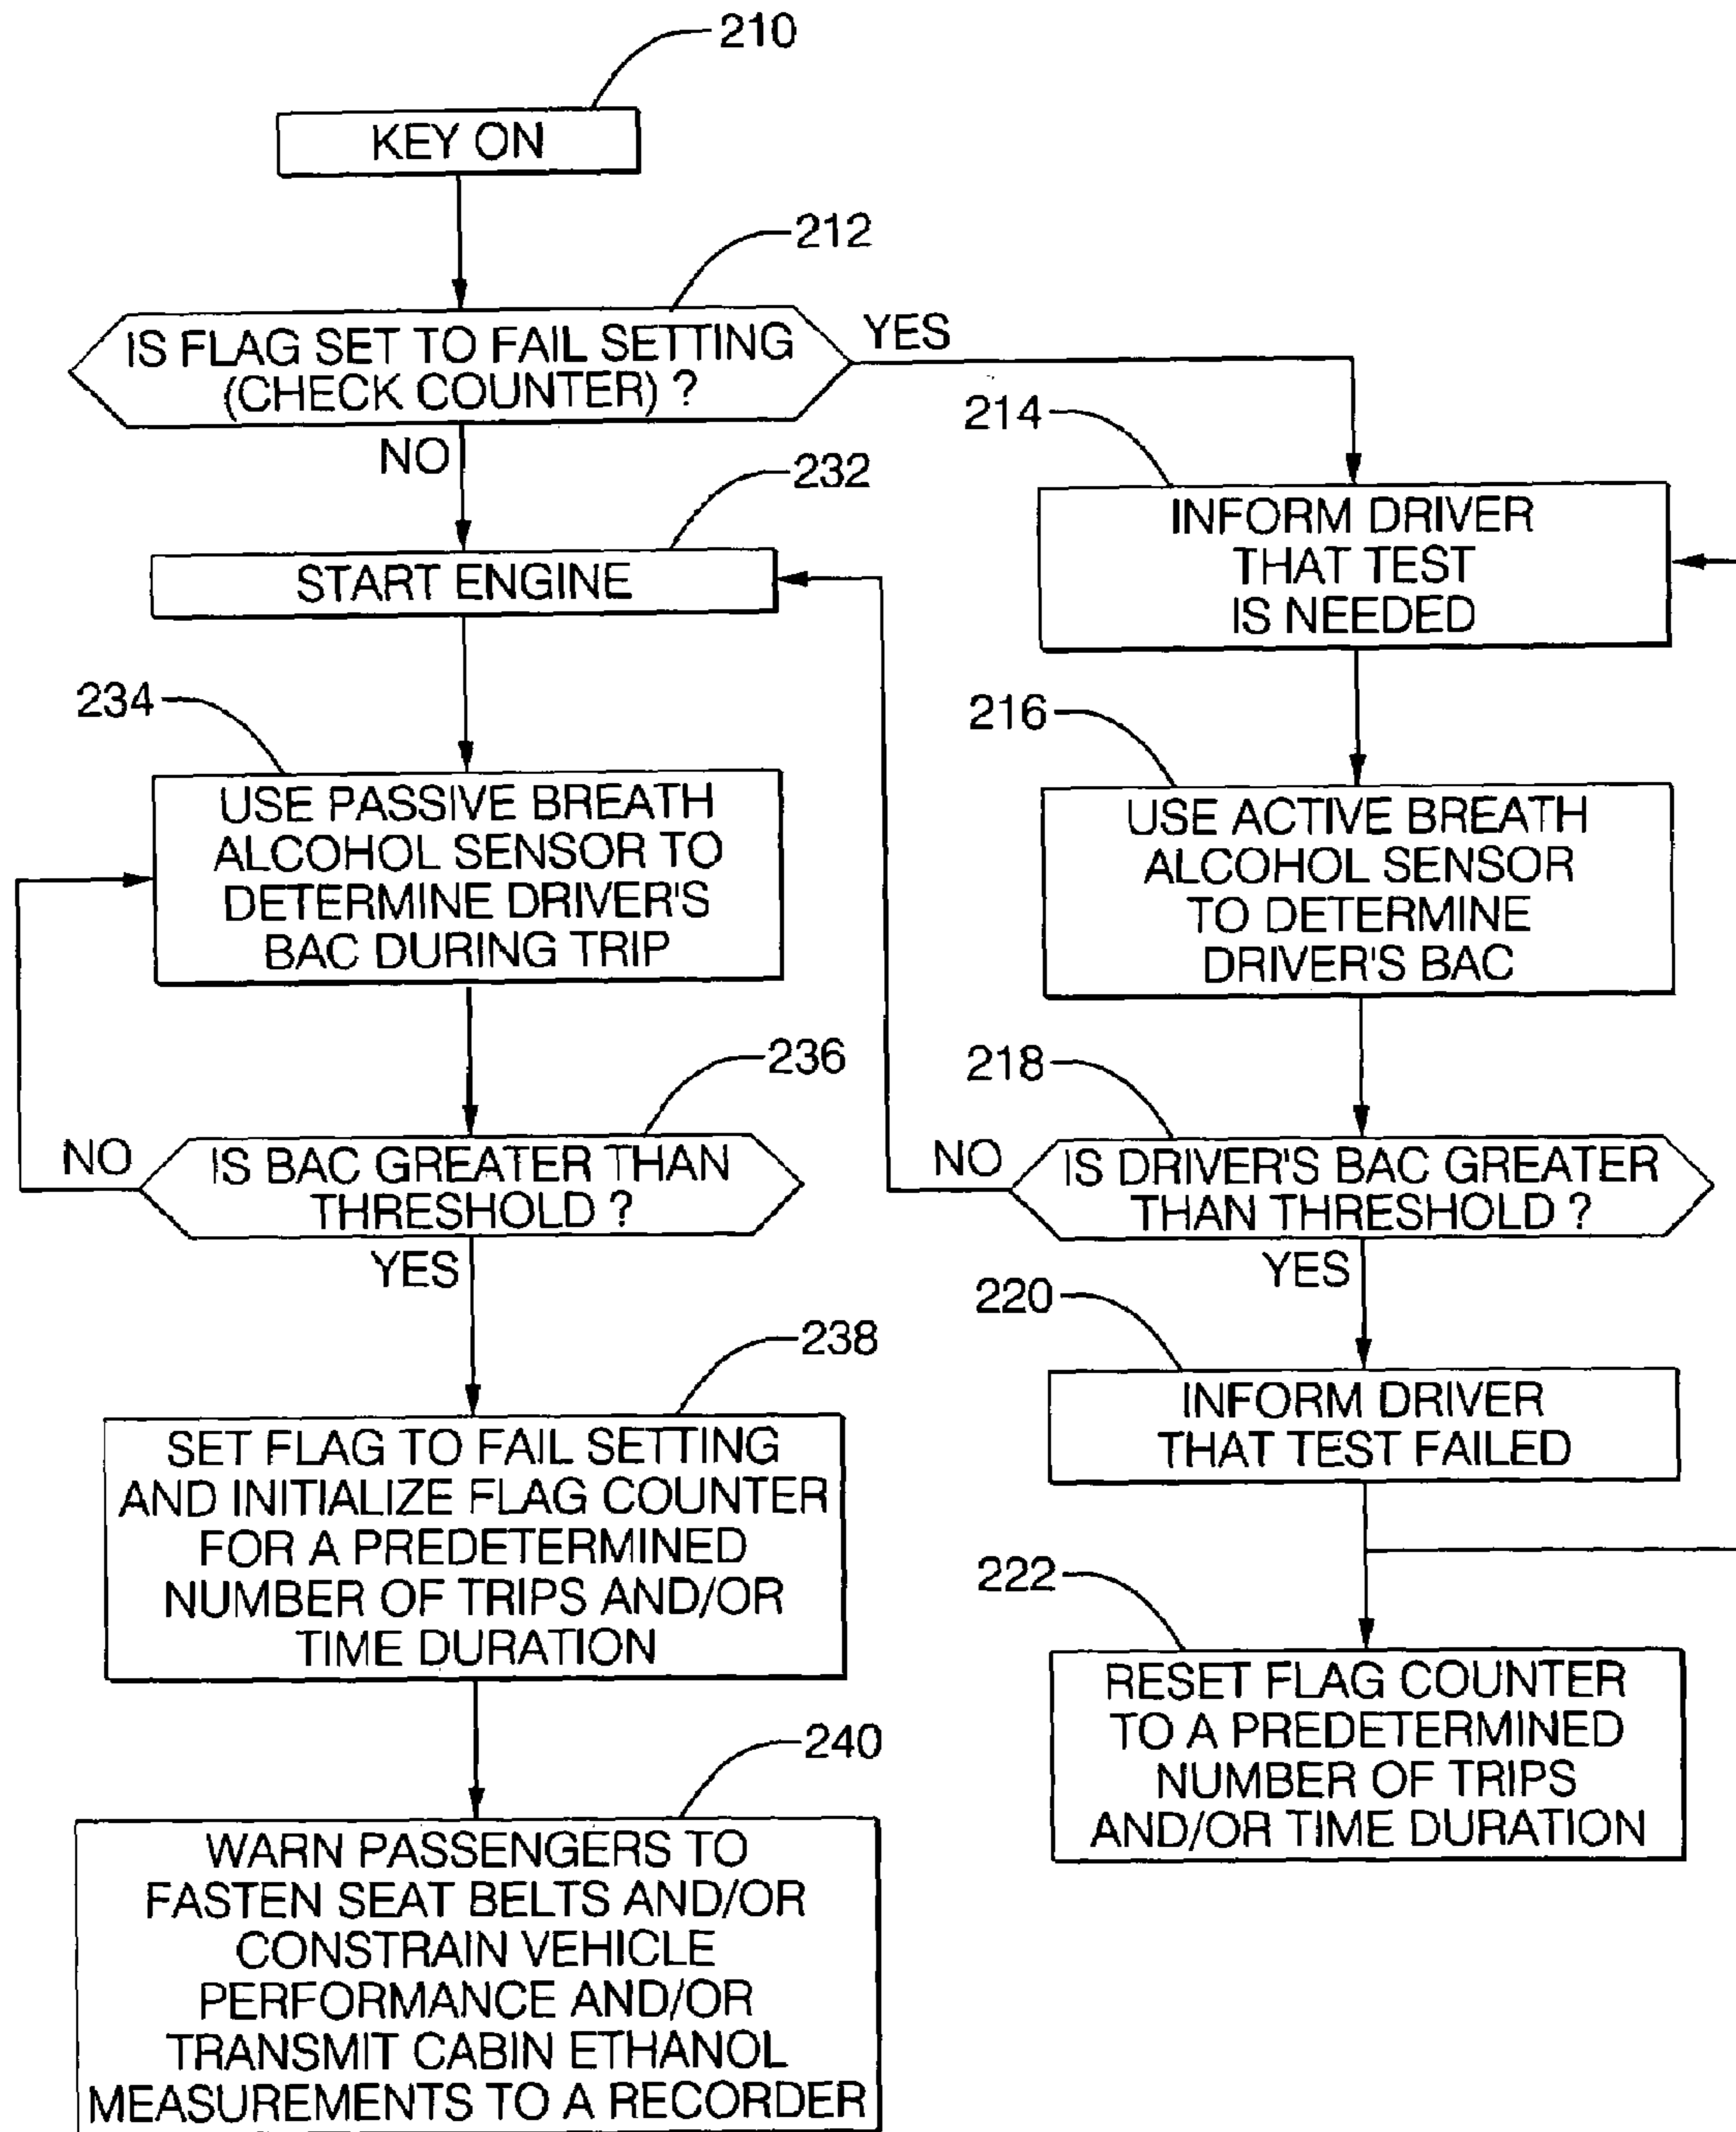 210
KEY ON
212
IS FLAG SET TO FAIL SETTING
(CHECK COUNTER) ?
YES
NO
214
INFORM DRIVER
THAT TEST
IS NEEDED
232
START ENGINE
234
USE PASSIVE BREATH
ALCOHOL SENSOR TO
DETERMINE DRIVER'S
BAC DURING TRIP
216
USE ACTIVE BREATH
ALCOHOL SENSOR
TO DETERMINE
DRIVER'S BAC
236
NO
IS BAC GREATER THAN
THRESHOLD ?
YES
218
NO
IS DRIVER'S BAC GREATER
THAN THRESHOLD ?
YES
220
INFORM DRIVER
THAT TEST FAILED
238
SET FLAG TO FAIL SETTING
AND INITIALIZE FLAG COUNTER
FOR A PREDETERMINED
NUMBER OF TRIPS AND/OR
TIME DURATION
222
RESET FLAG COUNTER
TO A PREDETERMINED
NUMBER OF TRIPS
AND/OR TIME DURATION
240
WARN PASSENGERS TO
FASTEN SEAT BELTS AND/OR
CONSTRAIN VEHICLE
PERFORMANCE AND/OR
TRANSMIT CABIN ETHANOL
MEASUREMENTS TO A RECORDER